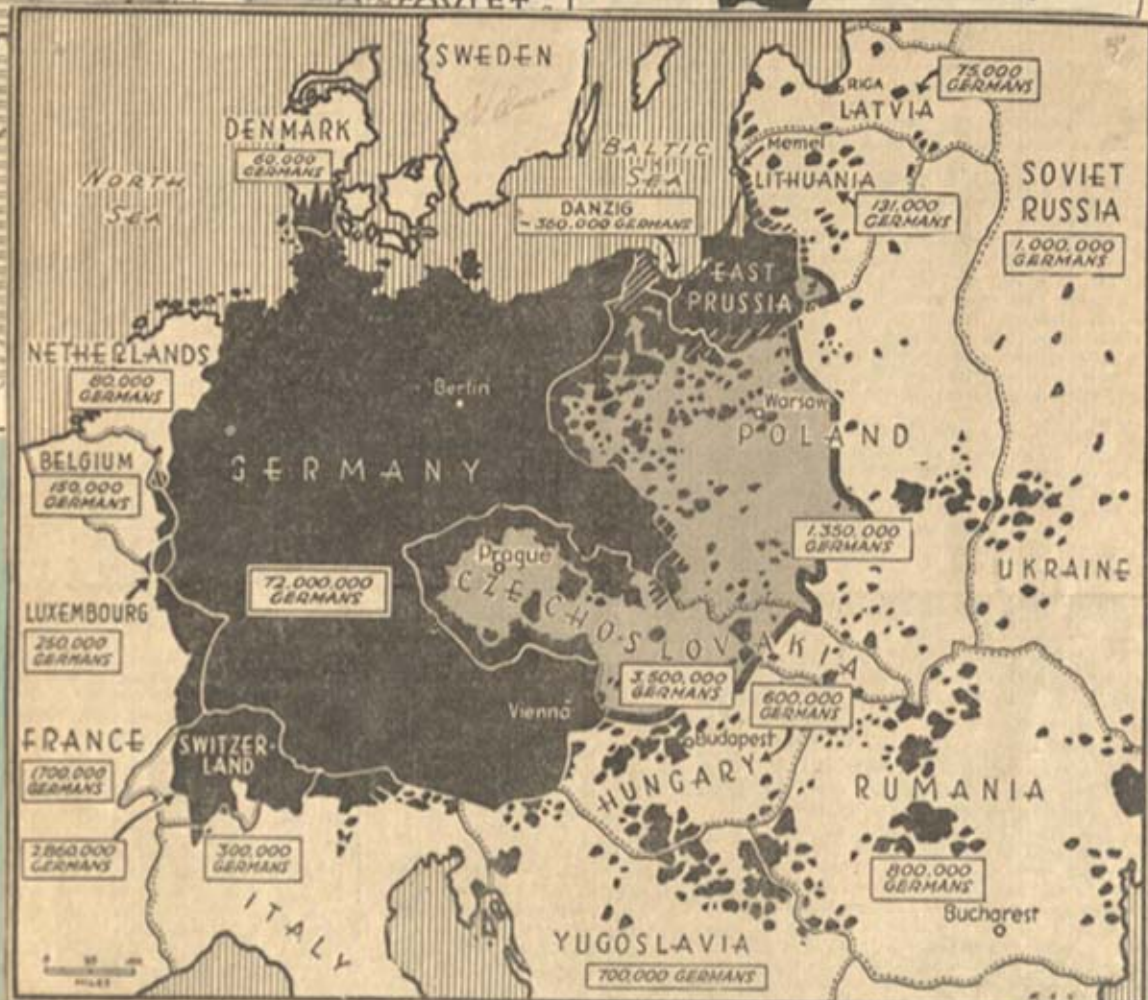 SWEDEN
75,000
GERMANS
RIGA
LATVIA
DENMARK
60,000
GERMANS
NORTH
SEA
BALTIC
SEA
Memel
LITHUANIA
131,000
GERMANS
SOVIET
RUSSIA
1,000,000
GERMANS
DANZIG
360,000 GERMANS
EAST
PRUSSIA
NETHERLANDS
80,000
GERMANS
Berlin
Warsaw
POLAND
BELGIUM
150,000
GERMANS
GERMANY
1,350,000
GERMANS
UKRAINE
Prague
CZECHO-SLOVAKIA
72,000,000
GERMANS
LUXEMBOURG
250,000
GERMANS
3,500,000
GERMANS
600,000
GERMANS
Vienna
Budapest
HUNGARY
FRANCE
1,700,000
GERMANS
SWITZER-
LAND
RUMANIA
2,860,000
GERMANS
300,000
GERMANS
800,000
GERMANS
Bucharest
ITALY
YUGOSLAVIA
700,000 GERMANS
MILES